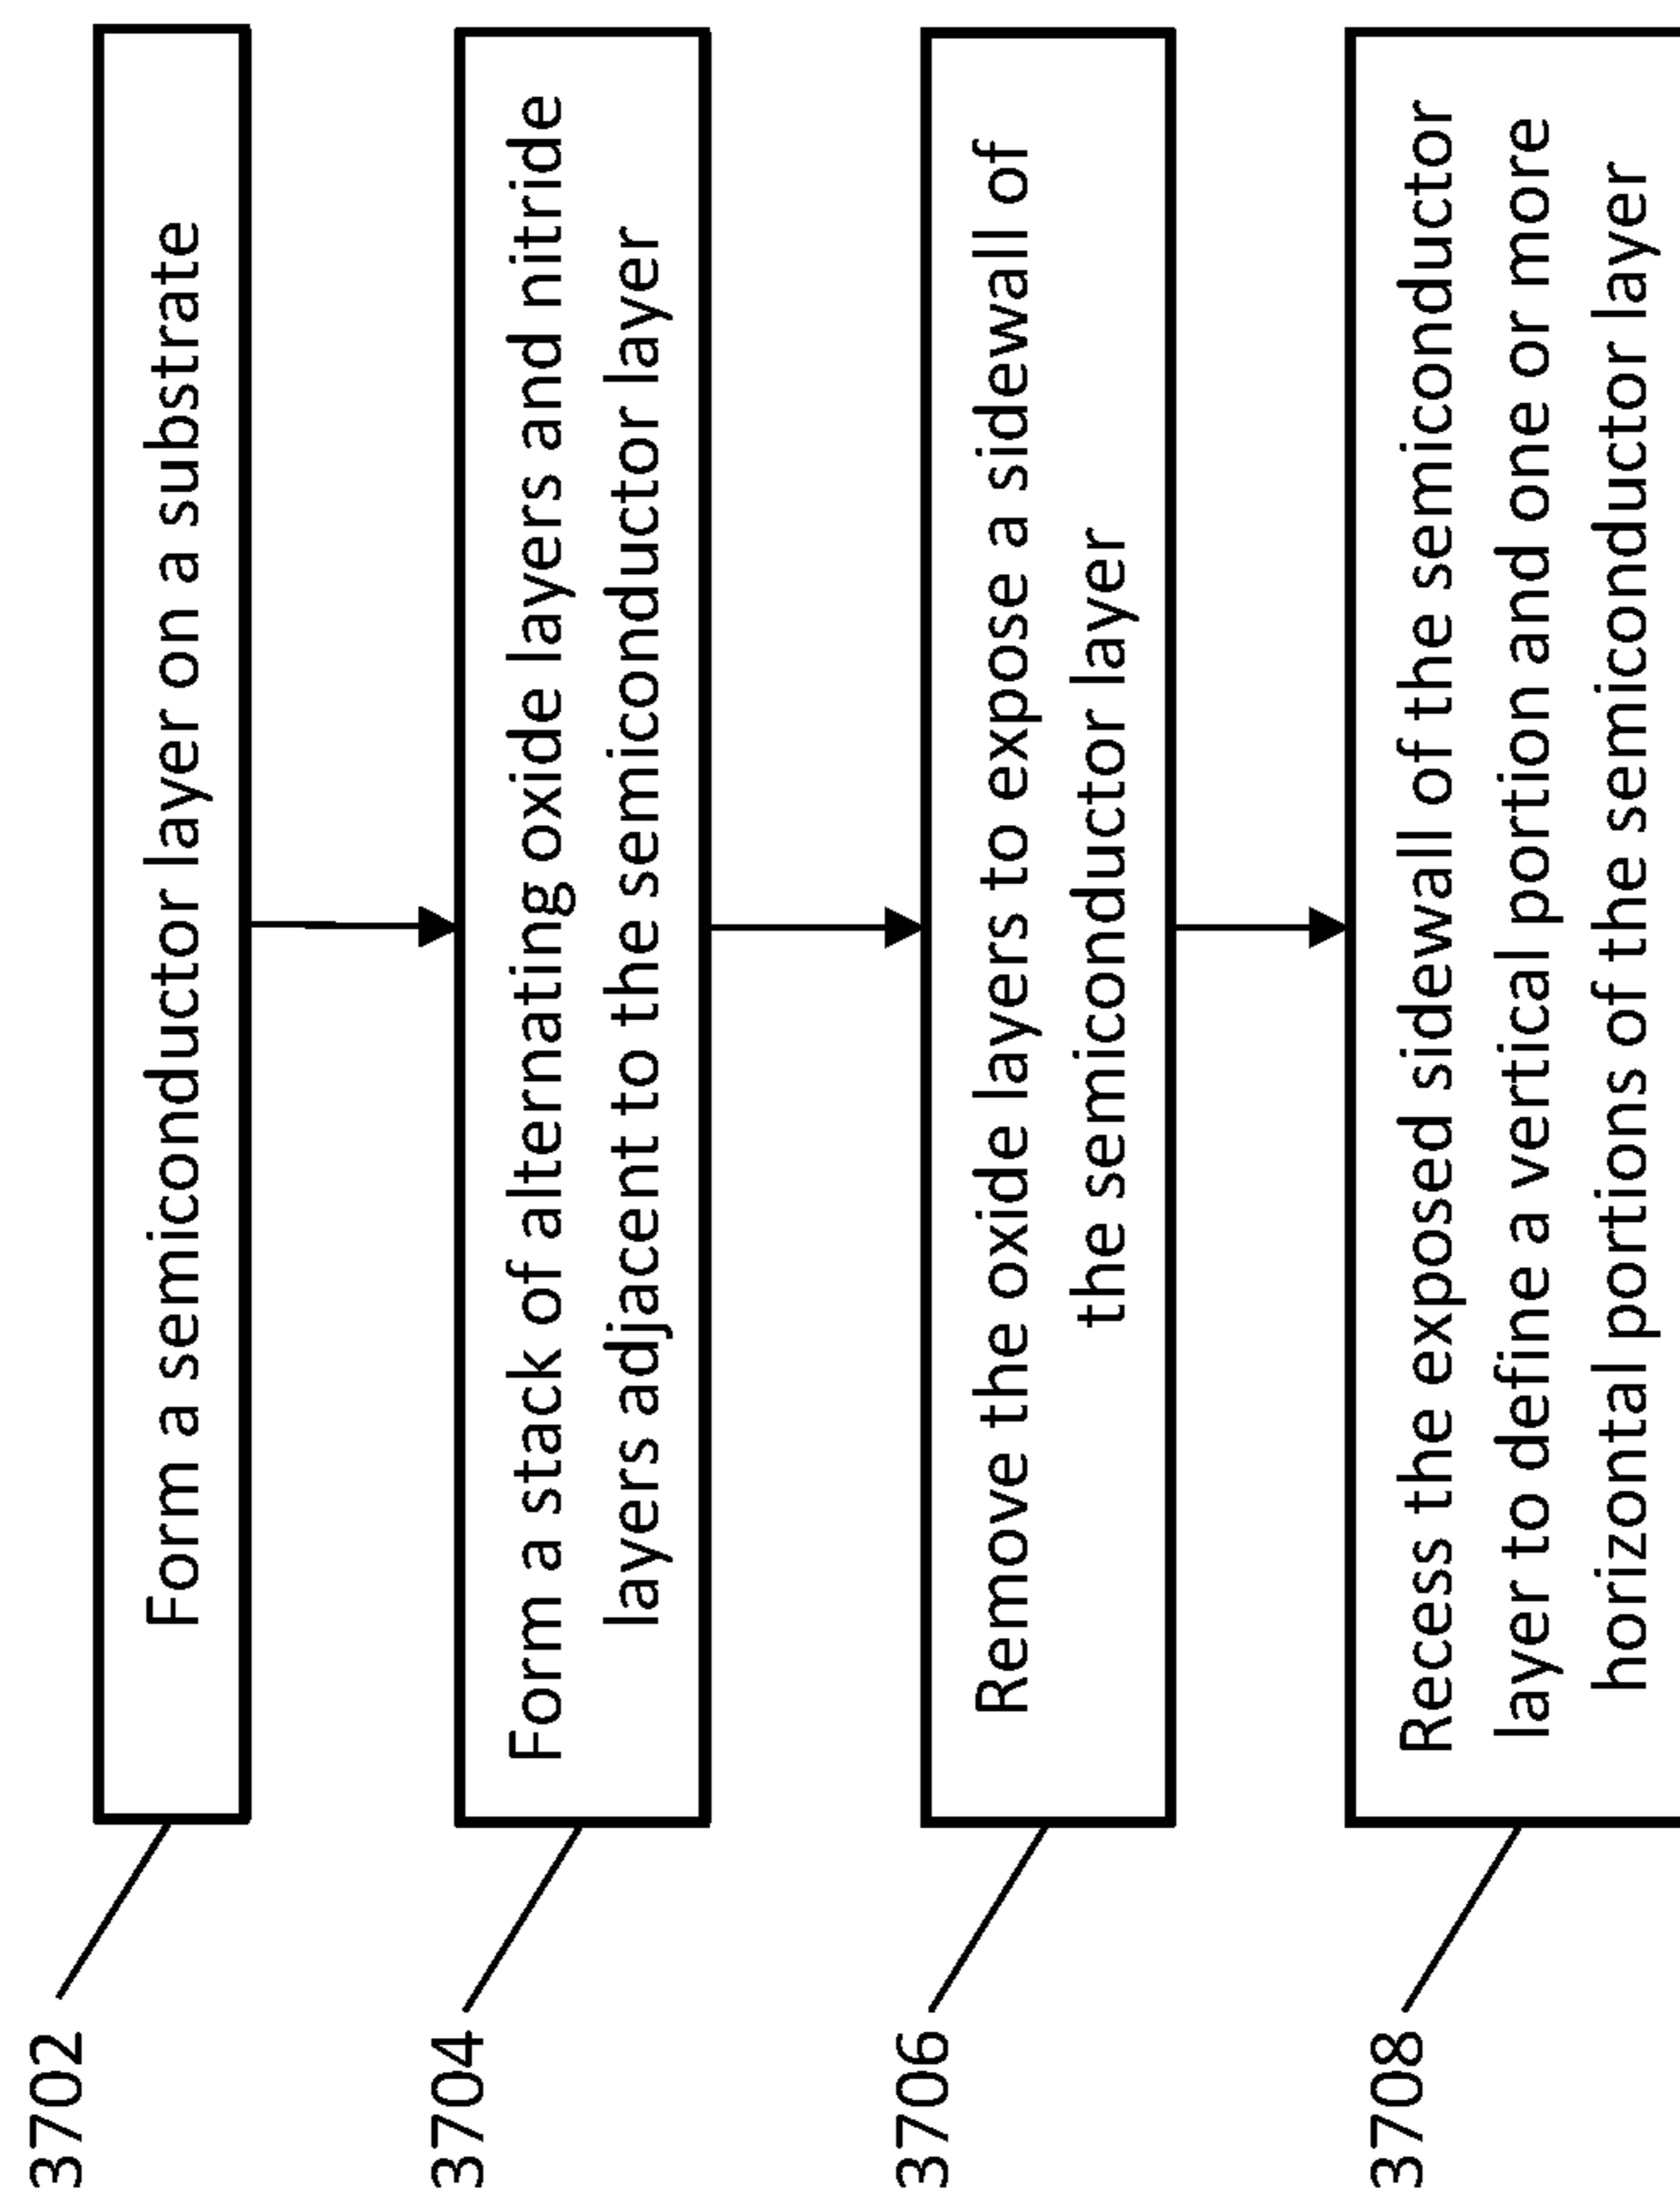 3702
Form a semiconductor layer on a substrate
3704
Form a stack of alternating oxide layers and nitride
layers adjacent to the semiconductor layer
3706
Remove the oxide layers to expose a sidewall of
the semiconductor layer
3708
Recess the exposed sidewall of the semiconductor
layer to define a vertical portion and one or more
horizontal portions of the semiconductor layer